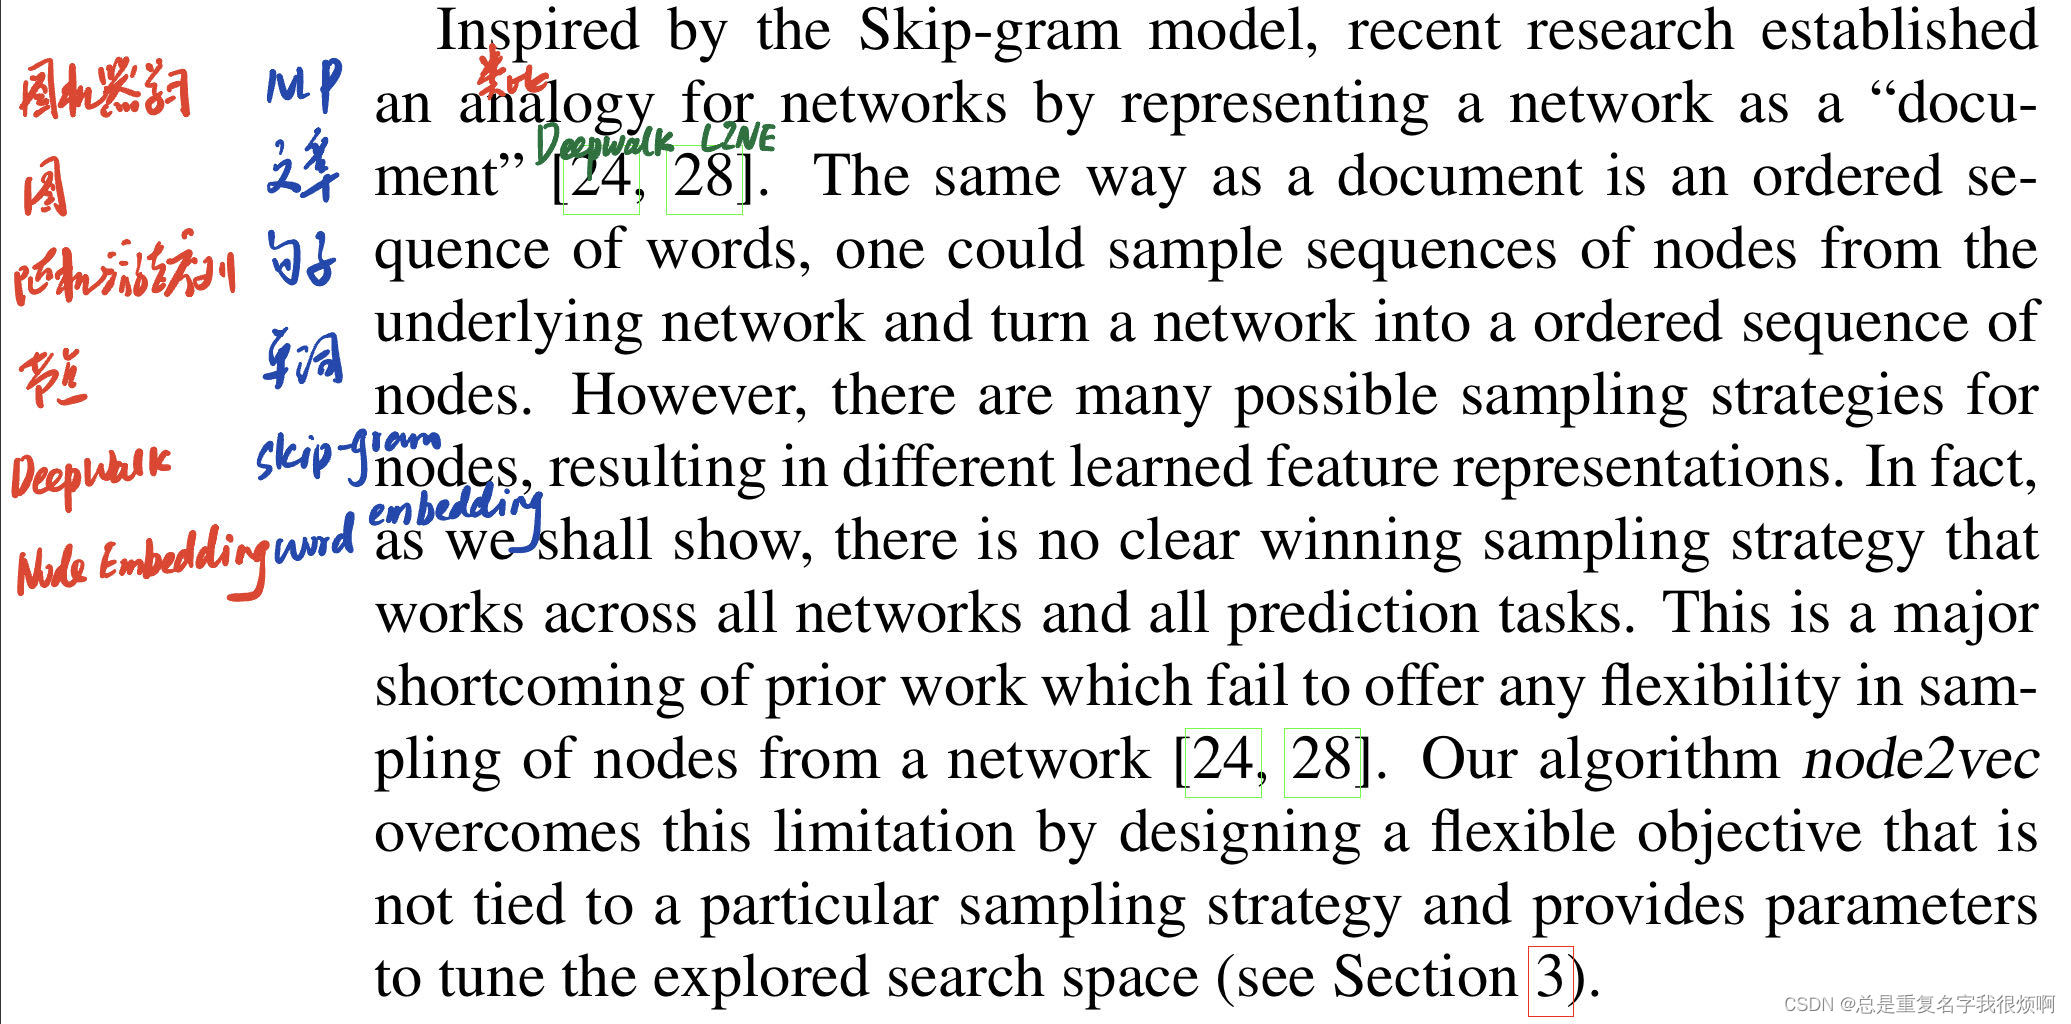 Inspired by the Skip-gram model, recent research established
图机器学习 NLP 类比
an analogy for networks by representing a network as a “docu-
Deepwalk LINE
图 文章
ment” [24, 28]. The same way as a document is an ordered se-
随机游走序列 句子
quence of words, one could sample sequences of nodes from the
underlying network and turn a network into a ordered sequence of
节点 单词
nodes. However, there are many possible sampling strategies for
DeepWalk skip-gram
nodes, resulting in different learned feature representations. In fact,
Node Embedding word embedding
as we shall show, there is no clear winning sampling strategy that
works across all networks and all prediction tasks. This is a major
shortcoming of prior work which fail to offer any flexibility in sam-
pling of nodes from a network [24, 28]. Our algorithm node2vec
overcomes this limitation by designing a flexible objective that is
not tied to a particular sampling strategy and provides parameters
to tune the explored search space (see Section 3).
CSDN @总是重复名字我很烦啊